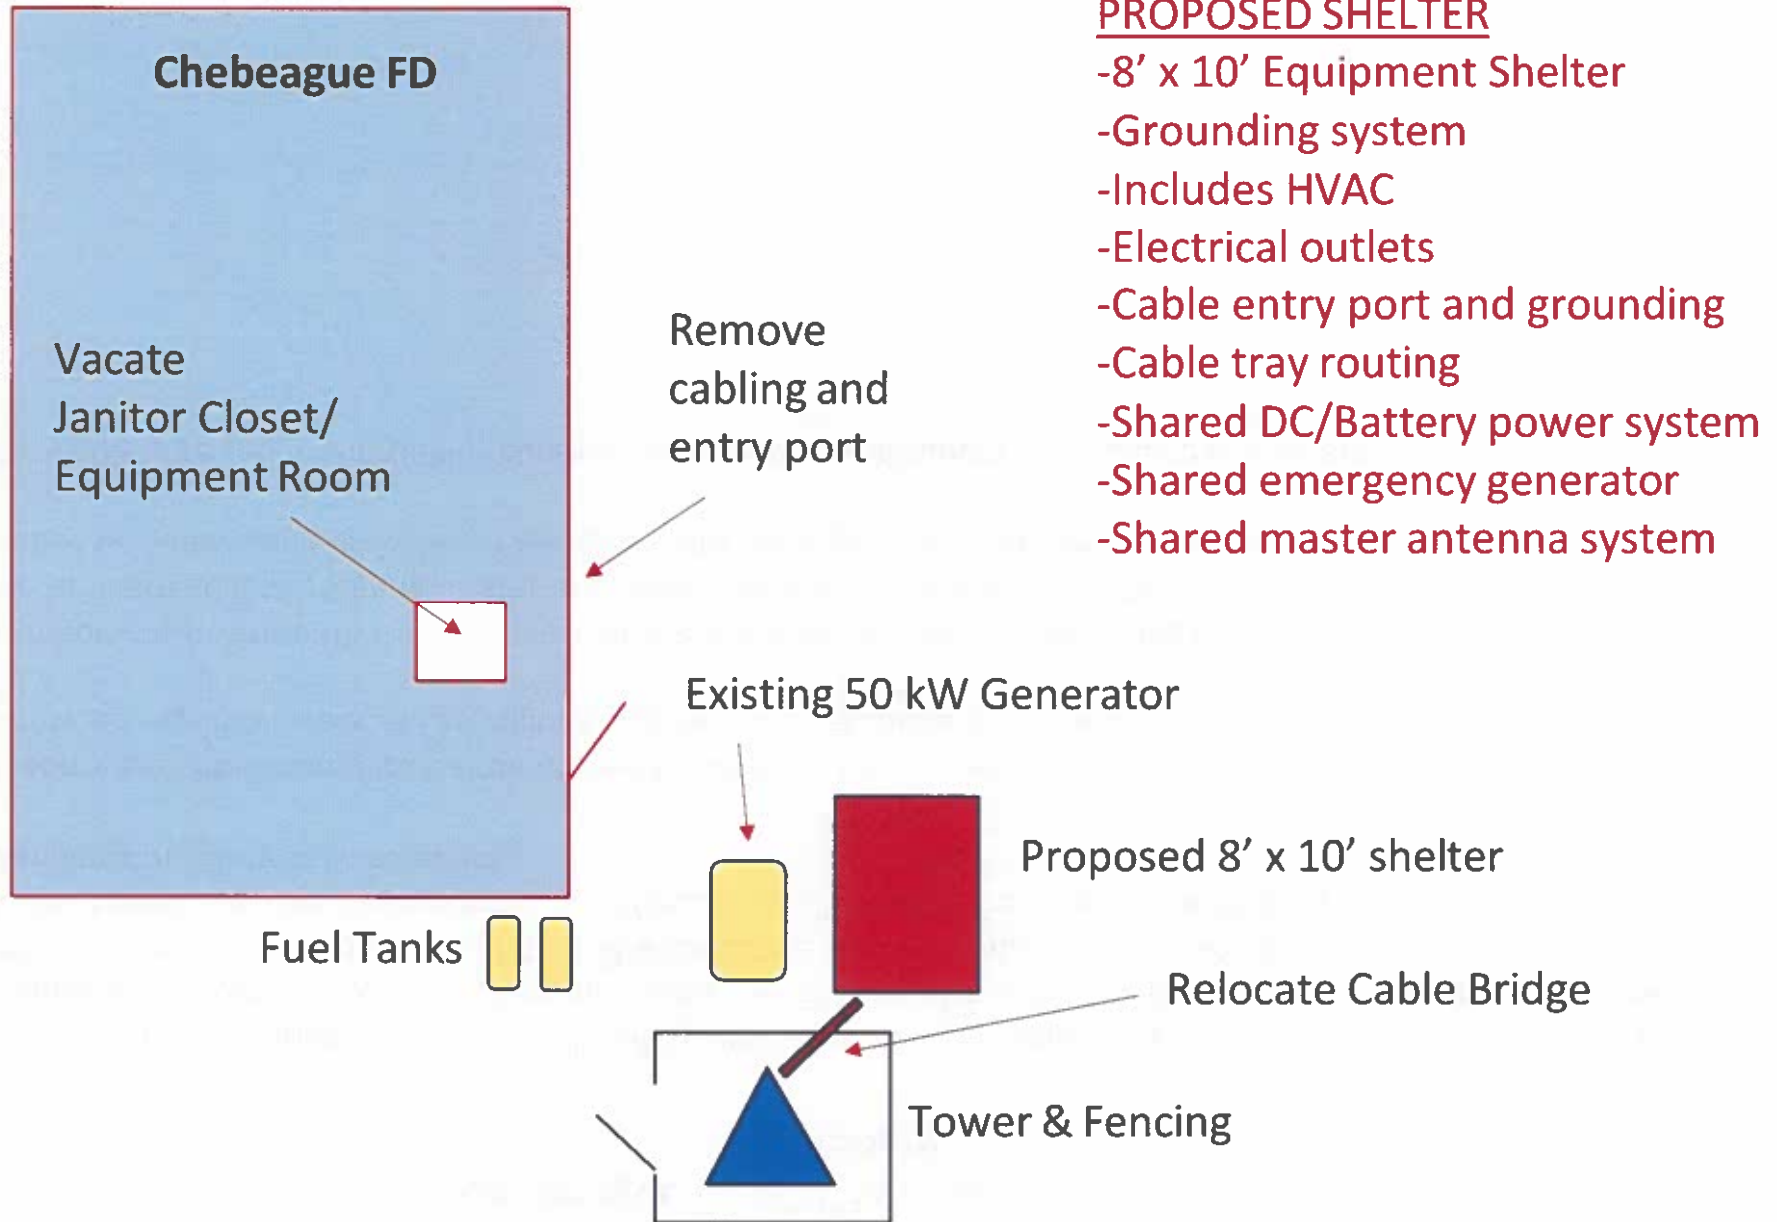 Chebeague FD
Vacate
Janitor Closet/
Equipment Room
Remove
cabling and
entry port
PROPOSED SHELTER
-8’ x 10’ Equipment Shelter
-Grounding system
-Includes HVAC
-Electrical outlets
-Cable entry port and grounding
-Cable tray routing
-Shared DC/Battery power system
-Shared emergency generator
-Shared master antenna system
Existing 50 kW Generator
Proposed 8’ x 10’ shelter
Fuel Tanks
Relocate Cable Bridge
Tower & Fencing